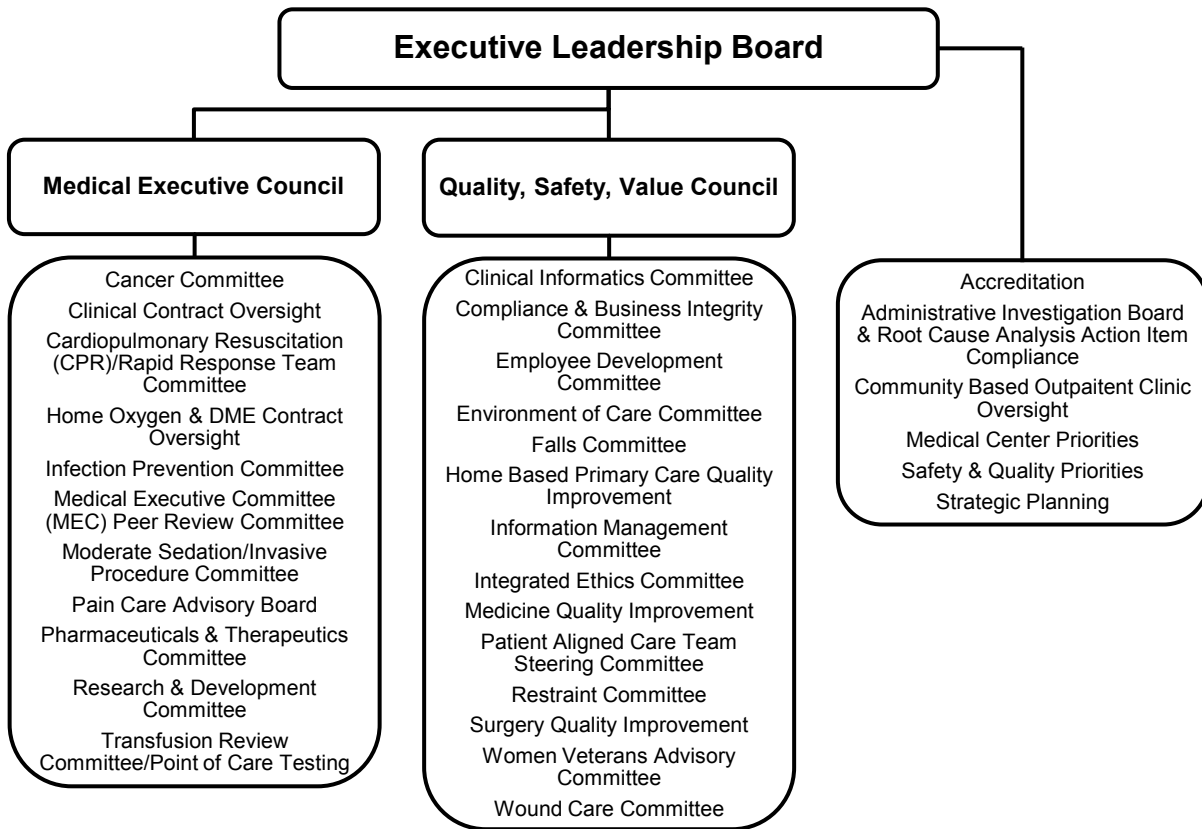 Executive Leadership Board
Medical Executive Council
Quality, Safety, Value Council
Cancer Committee
Clinical Contract Oversight
Cardiopulmonary Resuscitation
(CPR)/Rapid Response Team
Committee
Home Oxygen & DME Contract
Oversight
Infection Prevention Committee
Medical Executive Committee
(MEC) Peer Review Committee
Moderate Sedation/Invasive
Procedure Committee
Pain Care Advisory Board
Pharmaceuticals & Therapeutics
Committee
Research & Development
Committee
Transfusion Review
Committee/Point of Care Testing
Clinical Informatics Committee
Compliance & Business Integrity
Committee
Employee Development
Committee
Environment of Care Committee
Falls Committee
Home Based Primary Care Quality
Improvement
Information Management
Committee
Integrated Ethics Committee
Medicine Quality Improvement
Patient Aligned Care Team
Steering Committee
Restraint Committee
Surgery Quality Improvement
Women Veterans Advisory
Committee
Wound Care Committee
Accreditation
Administrative Investigation Board
& Root Cause Analysis Action Item
Compliance
Community Based Outpaitent Clinic
Oversight
Medical Center Priorities
Safety & Quality Priorities
Strategic Planning